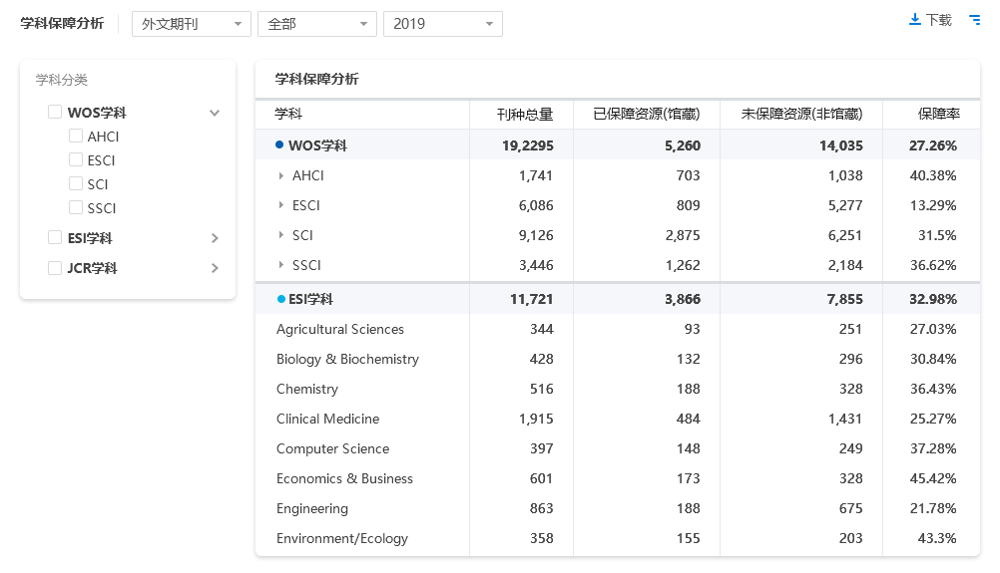 学科保障分析 外文期刊 全部 2019 下载
学科分类
WOS学科
AHCI
ESCI
SCI
SSCI
ESI学科
JCR学科
学科保障分析
学科 刊种总量 已保障资源(馆藏) 未保障资源(非馆藏) 保障率
WOS学科 19,2295 5,260 14,035 27.26%
AHCI 1,741 703 1,038 40.38%
ESCI 6,086 809 5,277 13.29%
SCI 9,126 2,875 6,251 31.5%
SSCI 3,446 1,262 2,184 36.62%
ESI学科 11,721 3,866 7,855 32.98%
Agricultural Sciences 344 93 251 27.03%
Biology & Biochemistry 428 132 296 30.84%
Chemistry 516 188 328 36.43%
Clinical Medicine 1,915 484 1,431 25.27%
Computer Science 397 148 249 37.28%
Economics & Business 601 173 328 45.42%
Engineering 863 188 675 21.78%
Environment/Ecology 358 155 203 43.3%